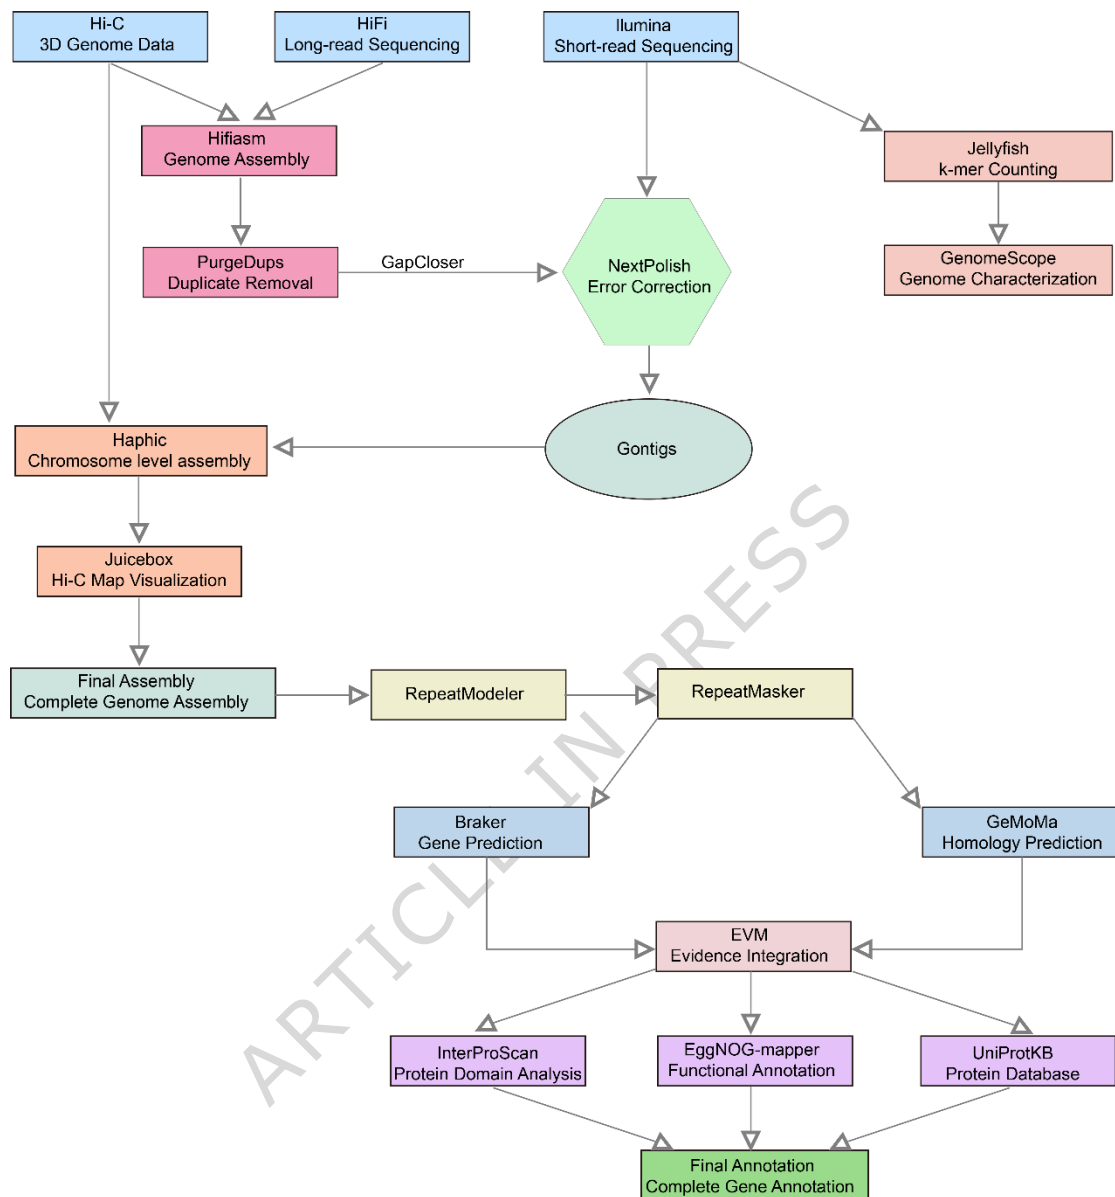 Hi-C
3D Genome Data
HiFi
Long-read Sequencing
Ilumina
Short-read Sequencing
Hifiasm
Genome Assembly
Jellyfish
k-mer Counting
PurgeDups
Duplicate Removal
GapCloser
NextPolish
Error Correction
GenomeScope
Genome Characterization
Haphic
Chromosome level assembly
Gontigs
Juicebox
Hi-C Map Visualization
Final Assembly
Complete Genome Assembly
RepeatModeler
RepeatMasker
Braker
Gene Prediction
GeMoMa
Homology Prediction
EVM
Evidence Integration
InterProScan
Protein Domain Analysis
EggNOG-mapper
Functional Annotation
UniProtKB
Protein Database
Final Annotation
Complete Gene Annotation
ARTICLE IN PRESS